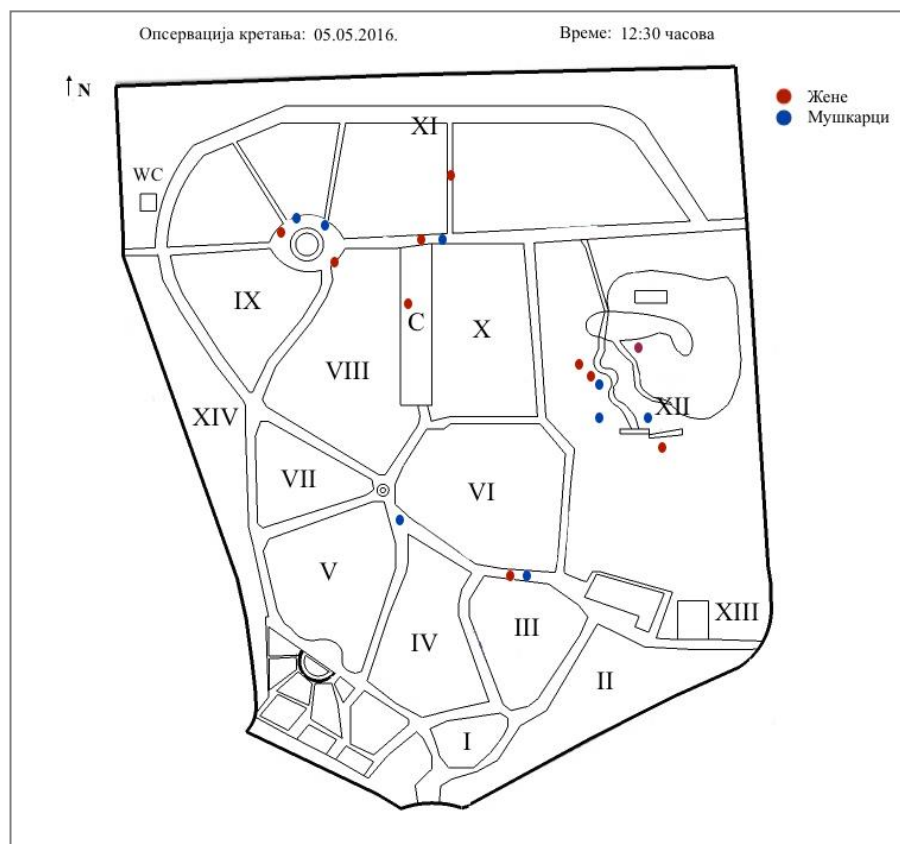 Опсервација кретања: 05.05.2016. Време: 12:30 часова
N
Жене
Мушкарци
XI
WC
IX
C
X
VIII
XII
XIV
VII
VI
V
XIII
III
IV
II
I